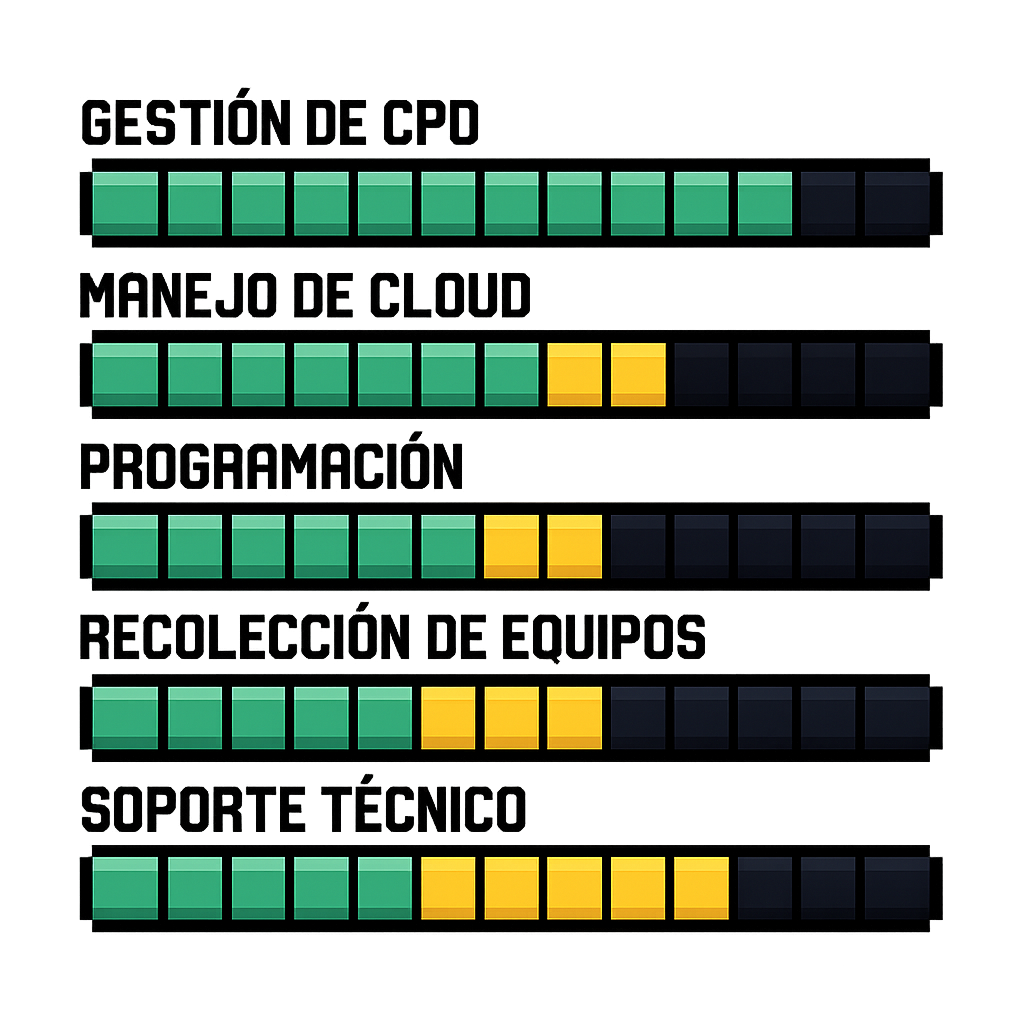 GESTIÓN DE CPD
MANEJO DE CLOUD
PROGRAMACIÓN
RECOLECCIÓN DE EQUIPOS
SOPORTE TÉCNICO